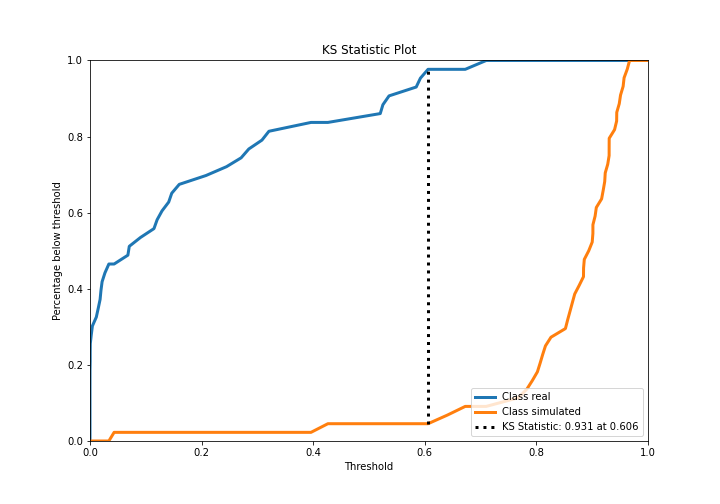 KS Statistic Plot
1.0
0.8
0.6
0.4
0.2
0.0
Percentage below threshold
0.0 0.2 0.4 0.6 0.8 1.0
Threshold
Class real
Class simulated
KS Statistic: 0.931 at 0.606